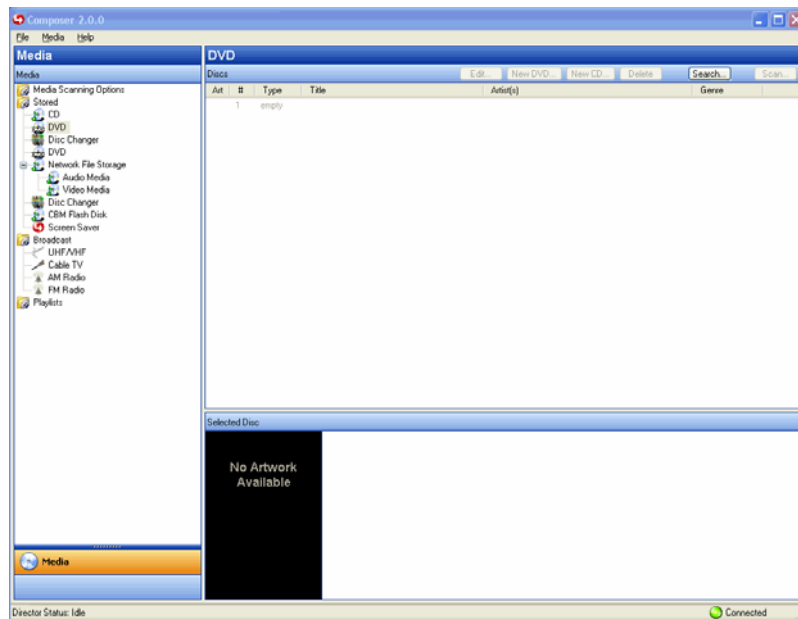 Composer 2.0.0
File Media Help
Media
DVD
Media
Discs Edit... New DVD... New CD... Delete Search... Scan...
Art # Type Title Artist(s) Genre
1 empty
Media Scanning Options
Stored
CD
DVD
Disc Changer
DVD
Network File Storage
Audio Media
Video Media
Disc Changer
CBM Flash Disk
Screen Saver
Broadcast
UHF/VHF
Cable TV
AM Radio
FM Radio
Playlists
Selected Disc
No Artwork
Available
Media
Director Status: Idle
Connected